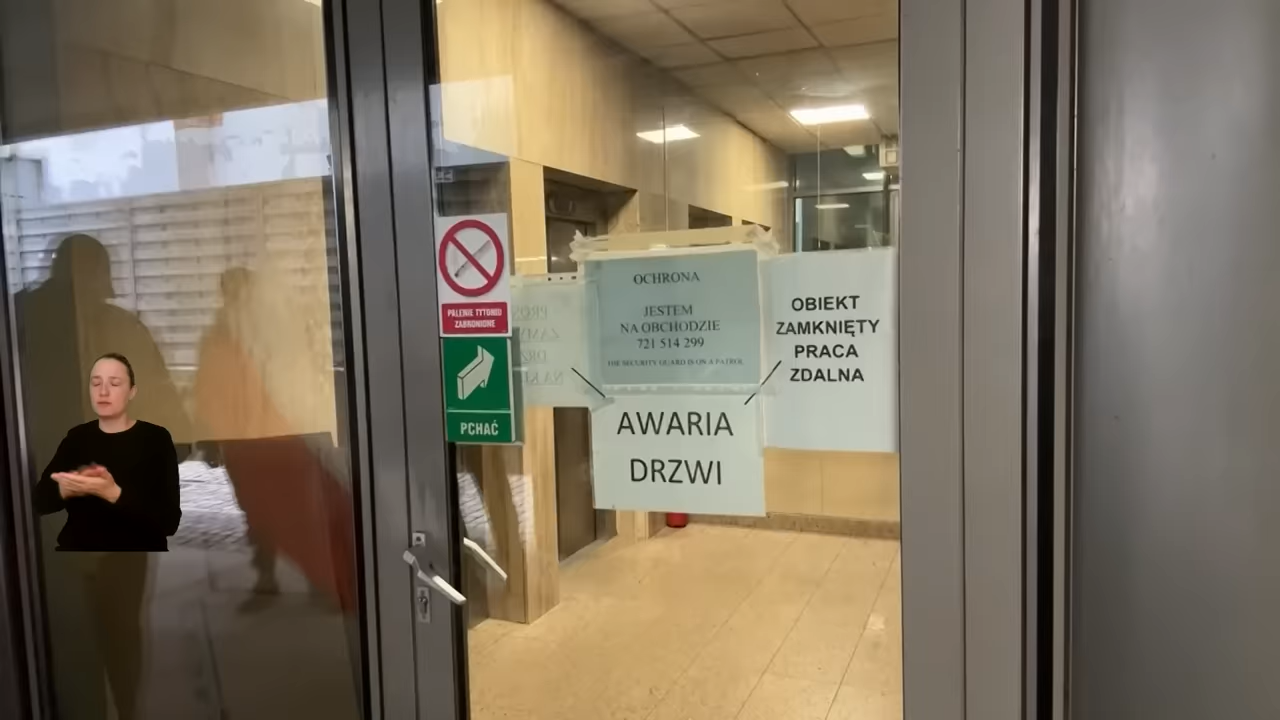 PALENIE TYTONIU
ZABRONIONE
PCHAĆ
OCHRONA
JESTEM
NA OBCHODZIE
721 514 299
THE SECURITY GUARD IS ON A PATROL
AWARIA
DRZWI
OBIEKT
ZAMKNIĘTY
PRACA
ZDALNA